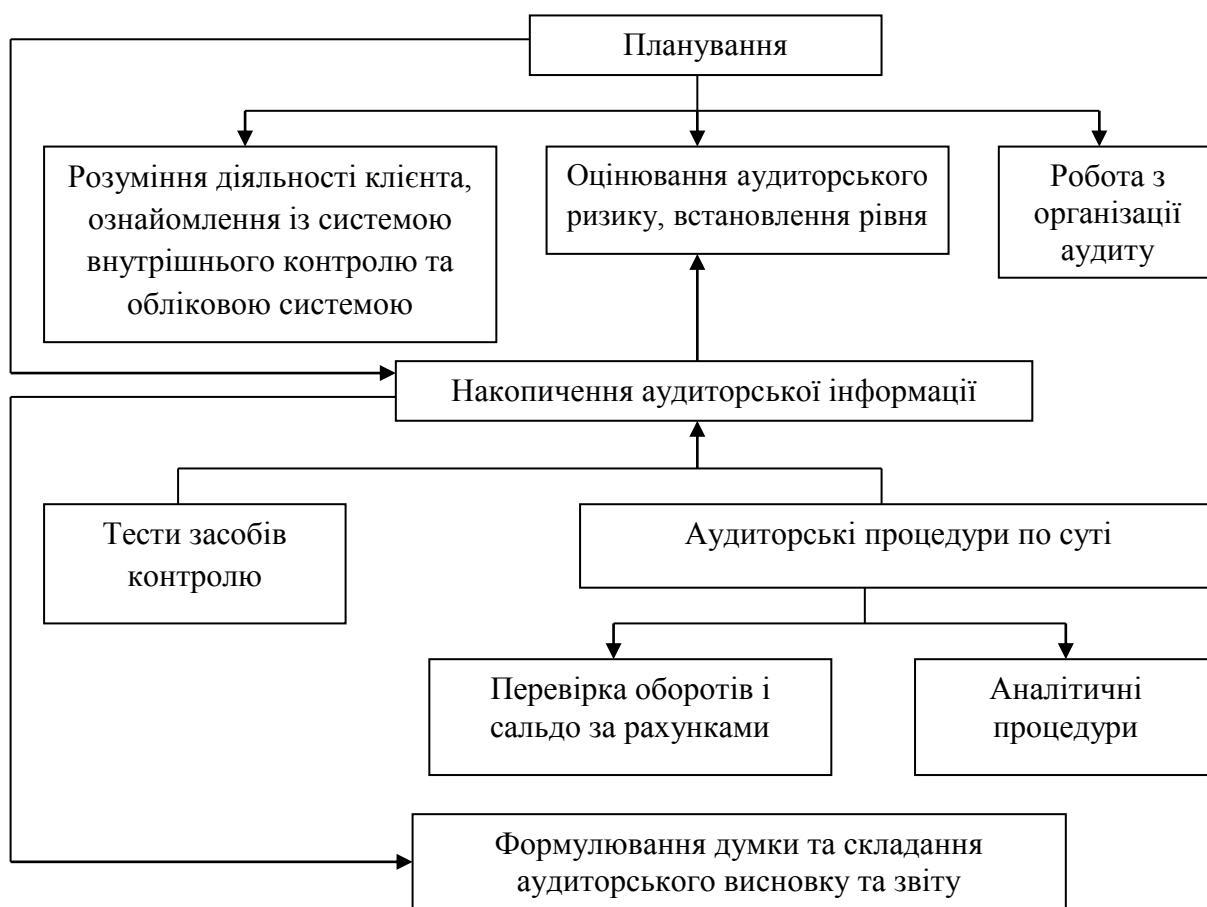 Планування
Розуміння діяльності клієнта,
ознайомлення із системою
внутрішнього контролю та
обліковою системою
Оцінювання аудиторського
ризику, встановлення рівня
Робота з
організації
аудиту
Накопичення аудиторської інформації
Тести засобів
контролю
Аудиторські процедури по суті
Перевірка оборотів і
сальдо за рахунками
Аналітичні
процедури
Формулювання думки та складання
аудиторського висновку та звіту